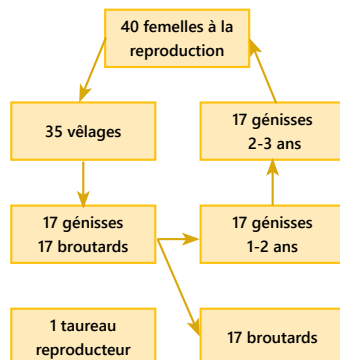 40 femelles à la
reproduction
35 vêlages
17 génisses
2-3 ans
17 génisses
17 broutards
17 génisses
1-2 ans
1 taureau
reproducteur
17 broutards